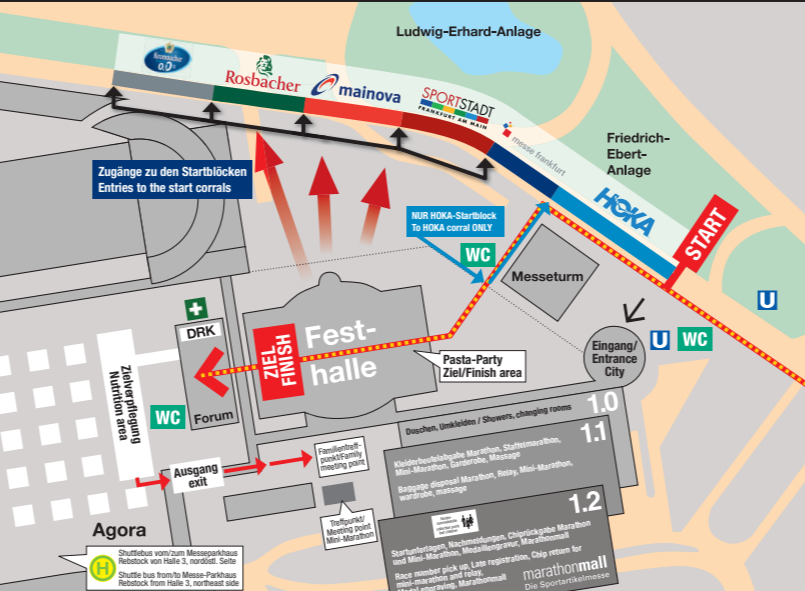 Ludwig-Erhard-Anlage
Krombacher
0,0%
Rosbacher
mainova
SPORTSTADT
FRANKFURT AM MAIN
messe frankfurt
HOKA
START
Friedrich-
Ebert-
Anlage
Zugänge zu den Startblöcken
Entries to the start corrals
NUR HOKA-Startblock
To HOKA corral ONLY
WC
Messeturm
U
U
WC
Eingang/
Entrance
City
DRK
Forum
WC
ZIEL
FINISH
Fest-
halle
Pasta-Party
Ziel/Finish area
Zielverpflegung
Nutrition area
Ausgang
exit
Familientreff-
punkt/Family
meeting point
Treffpunkt/
Meeting point
Mini-Marathon
Agora
H
Shuttlebus vom/zum Messeparkhaus
Rebstock von Halle 3, nordöstl. Seite
Shuttle bus from/to Messe-Parkhaus
Rebstock from Halle 3, northeast side
1.0
Duschen, Umkleiden / Showers, changing rooms
1.1
Kleiderbeutelabgabe Marathon, Staffelmarathon,
Mini-Marathon, Garderobe, Massage
Baggage disposal Marathon, Relay, Mini-Marathon,
wardrobe, massage
1.2
Startunterlagen, Nachmeldungen, Chiprückgabe Marathon
und Mini-Marathon, Medaillengravur, Marathonmall
Race number pick up, Late registration, Chip return for
mini-marathon and relay,
Medal engraving, Marathonmall
marathonmall
Die Sportartikelmesse